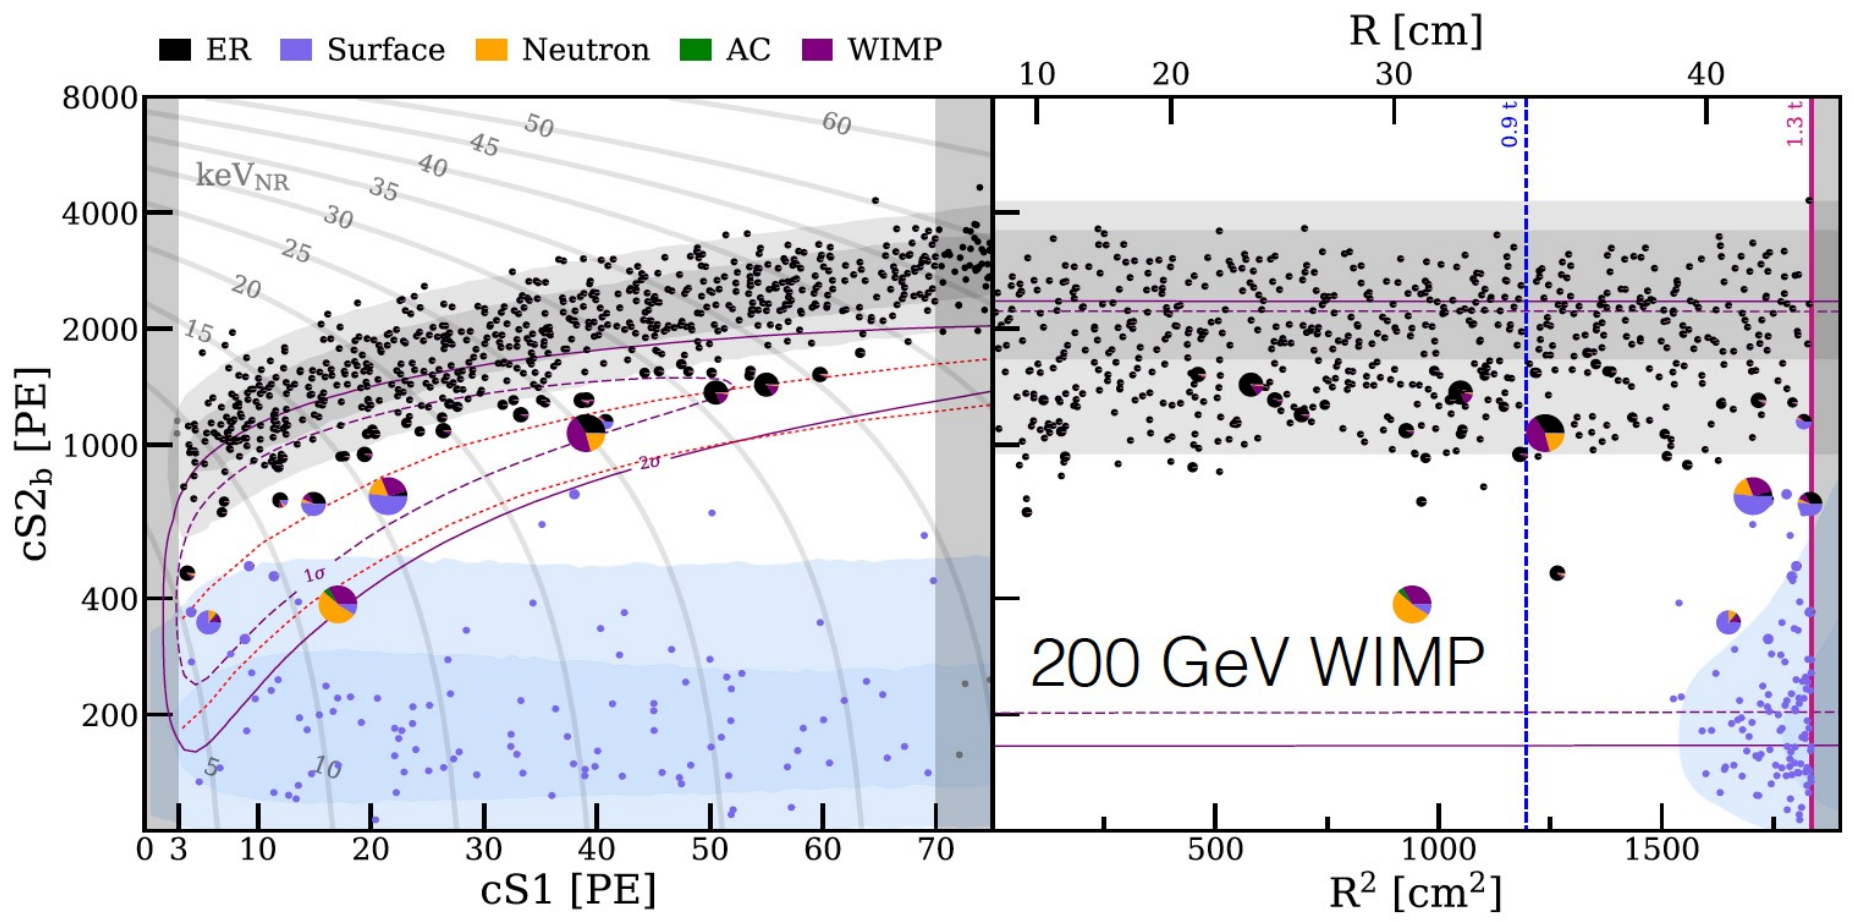 ER Surface Neutron AC WIMP
R [cm]
10 20 30 40
8000
4000
2000
1000
400
200
cS2b [PE]
keVNR
50
60
45
40
35
30
25
20
15
5
10
1σ
2σ
0 3 10 20 30 40 50 60 70
cS1 [PE]
0.9 t
1.3 t
200 GeV WIMP
500 1000 1500
R² [cm²]